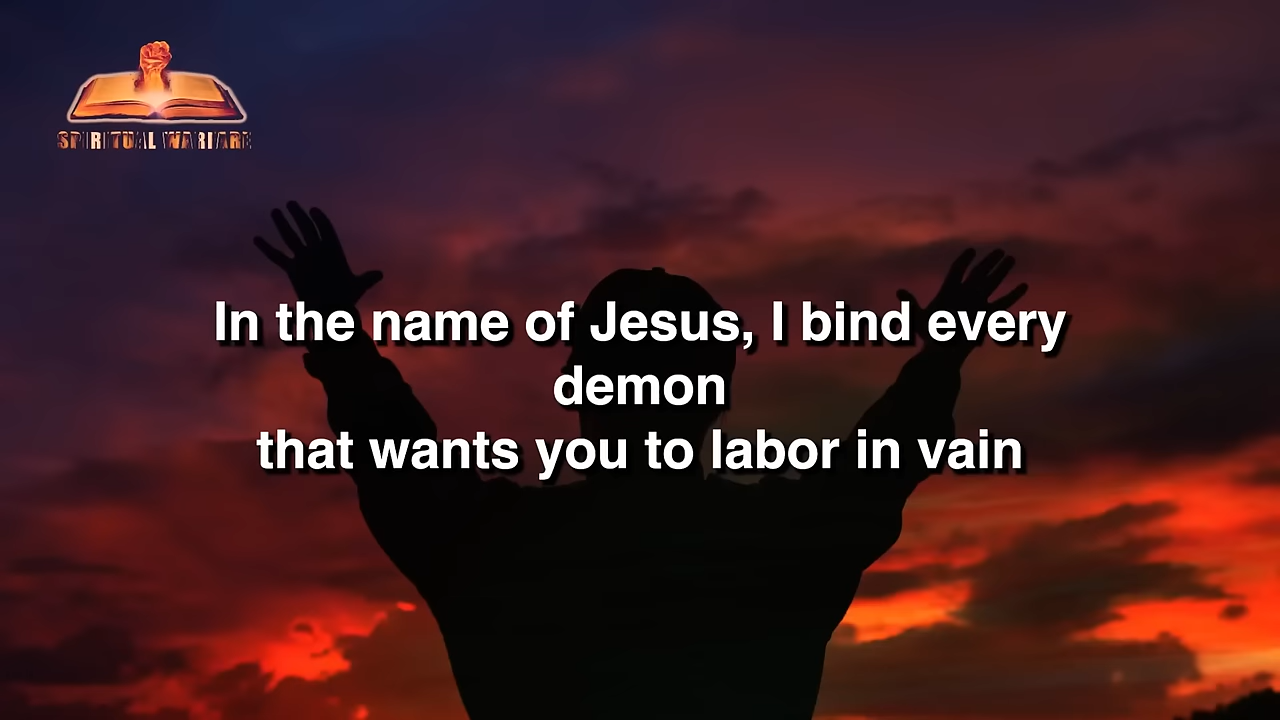 SPIRITUAL WARFARE
In the name of Jesus, I bind every
demon
that wants you to labor in vain